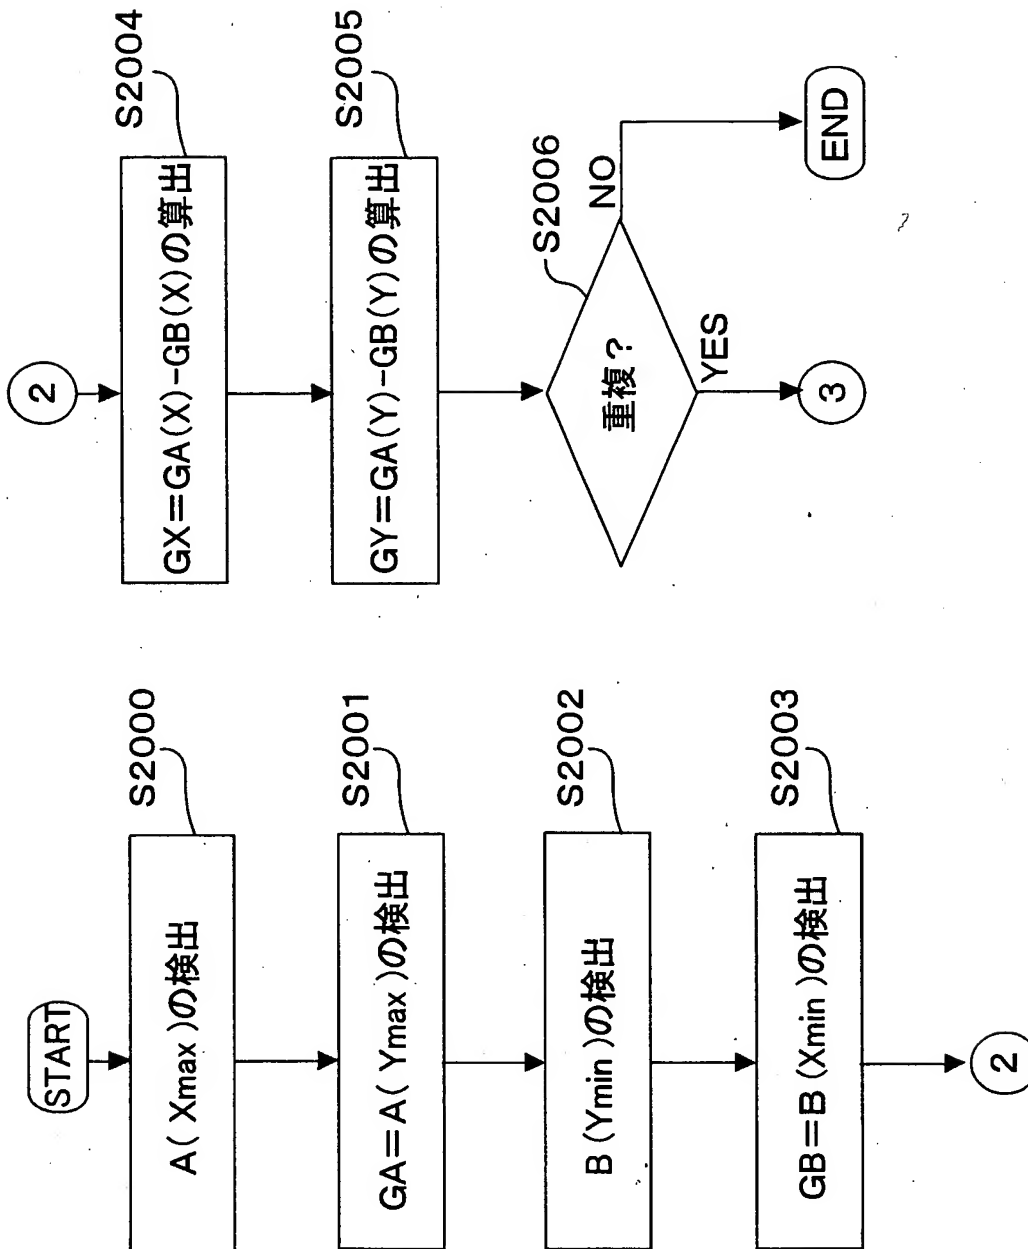 START
S2000
A( Xmax )の検出
S2001
GA=A( Ymax )の検出
S2002
B(Ymin)の検出
S2003
GB=B(Xmin)の検出
2
2
S2004
GX=GA(X)-GB(X)の算出
S2005
GY=GA(Y)-GB(Y)の算出
S2006
重複?
NO
YES
END
3